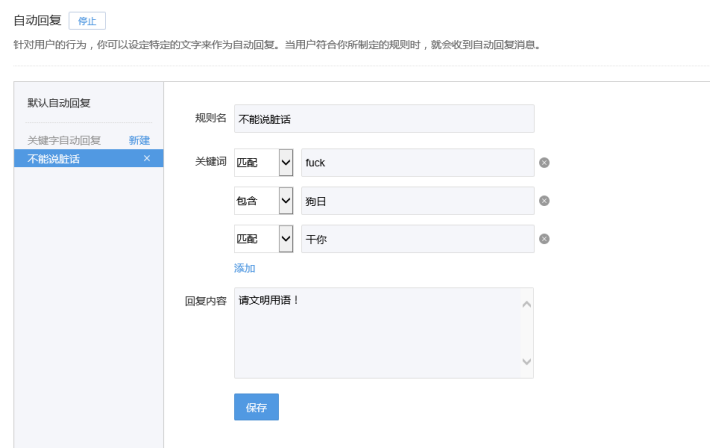 自动回复 停止
针对用户的行为，你可以设定特定的文字来作为自动回复。当用户符合你所制定的规则时，就会收到自动回复消息。
默认自动回复
关键字自动回复 新建
不能说脏话 ×
规则名 不能说脏话
关键词 匹配 fuck
包含 狗日
匹配 干你
添加
回复内容 请文明用语！
保存